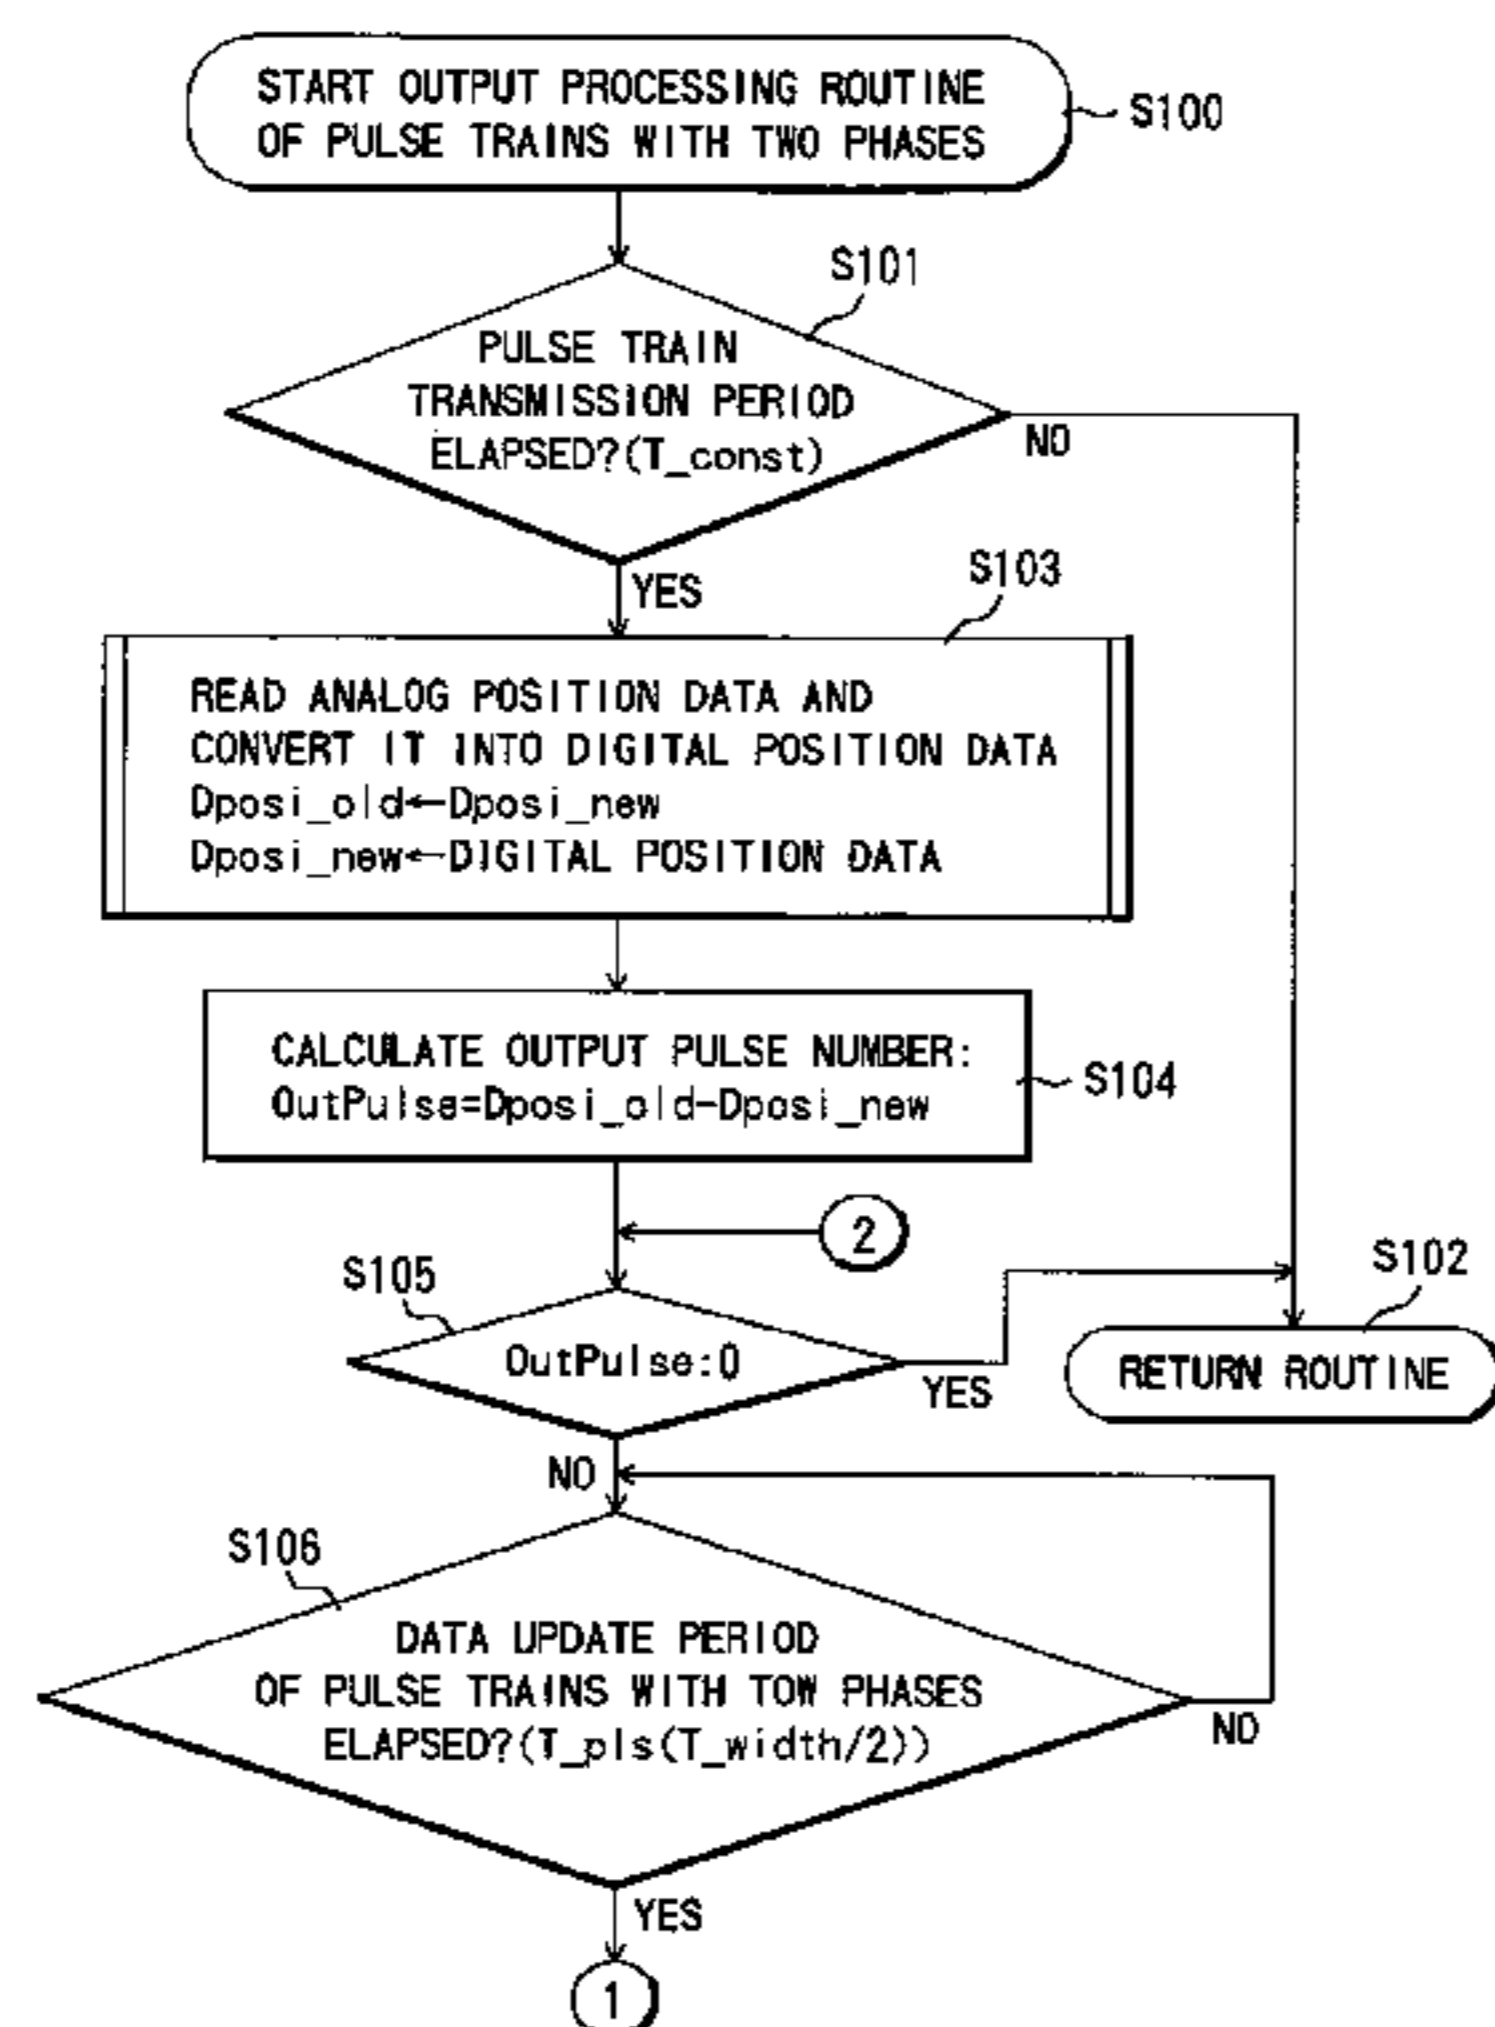 START OUTPUT PROCESSING ROUTINE
OF PULSE TRAINS WITH TWO PHASES
S100
S101
PULSE TRAIN
TRANSMISSION PERIOD
ELAPSED?(T_const)
NO
YES
S103
READ ANALOG POSITION DATA AND
CONVERT IT INTO DIGITAL POSITION DATA
Dposi_old←Dposi_new
Dposi_new←DIGITAL POSITION DATA
CALCULATE OUTPUT PULSE NUMBER:
OutPulse=Dposi_old-Dposi_new
S104
2
S105
S102
OutPulse:0
YES
RETURN ROUTINE
NO
S106
DATA UPDATE PERIOD
OF PULSE TRAINS WITH TOW PHASES
ELAPSED?(T_pls(T_width/2))
NO
YES
1